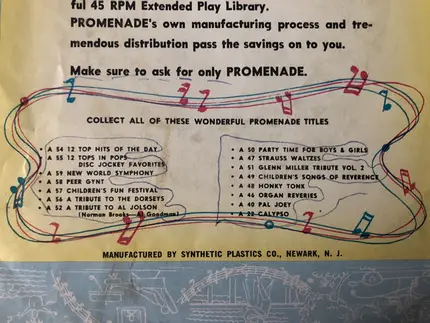 ful 45 RPM Extended Play Library.
PROMENADE's own manufacturing process and tre-
mendous distribution pass the savings on to you.
Make sure to ask for only PROMENADE.
COLLECT ALL OF THESE WONDERFUL PROMENADE TITLES
• A 54 12 TOP HITS OF THE DAY
• A 55 12 TOPS IN POPS
DISC JOCKEY FAVORITES
• A 59 NEW WORLD SYMPHONY
• A 58 PEER GYNT
• A 57 CHILDREN'S FUN FESTIVAL
• A 56 A TRIBUTE TO THE DORSEYS
• 52 A TRIBUTE TO AL JOLSON
(Norman Brooks—Al Goodman)
• A 50 PARTY TIME FOR BOYS & GIRLS
• A 47 STRAUSS WALTZES
• A 51 GLENN MILLER TRIBUTE VOL. 2
• A 49 CHILDREN'S SONGS OF REVERENCE
• A 48 HONKY TONK
• A 46 ORGAN REVERIES
• A 40 PAL JOEY
• A 28 CALYPSO
MANUFACTURED BY SYNTHETIC PLASTICS CO., NEWARK, N. J.